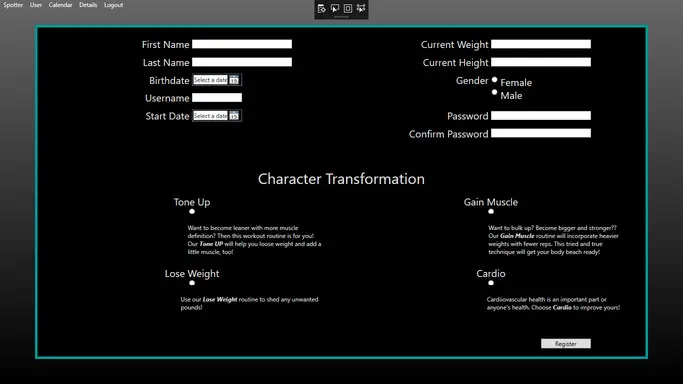 Spotter User Calendar Details Logout
First Name
Current Weight
Last Name
Current Height
Birthdate Select a date 15
Gender Female
Male
Username
Start Date Select a date 15
Password
Confirm Password
Character Transformation
Tone Up
Want to become leaner with more muscle
definition? Then this workout routine is for you!
Our Tone UP will help you loose weight and add a
little muscle, too!
Gain Muscle
Want to bulk up? Become bigger and stronger??
Our Gain Muscle routine will incorporate heavier
weights with fewer reps. This tried and true
technique will get your body beach ready!
Lose Weight
Use our Lose Weight routine to shed any unwanted
pounds!
Cardio
Cardiovascular health is an important part or
anyone's health. Choose Cardio to improve yours!
Register